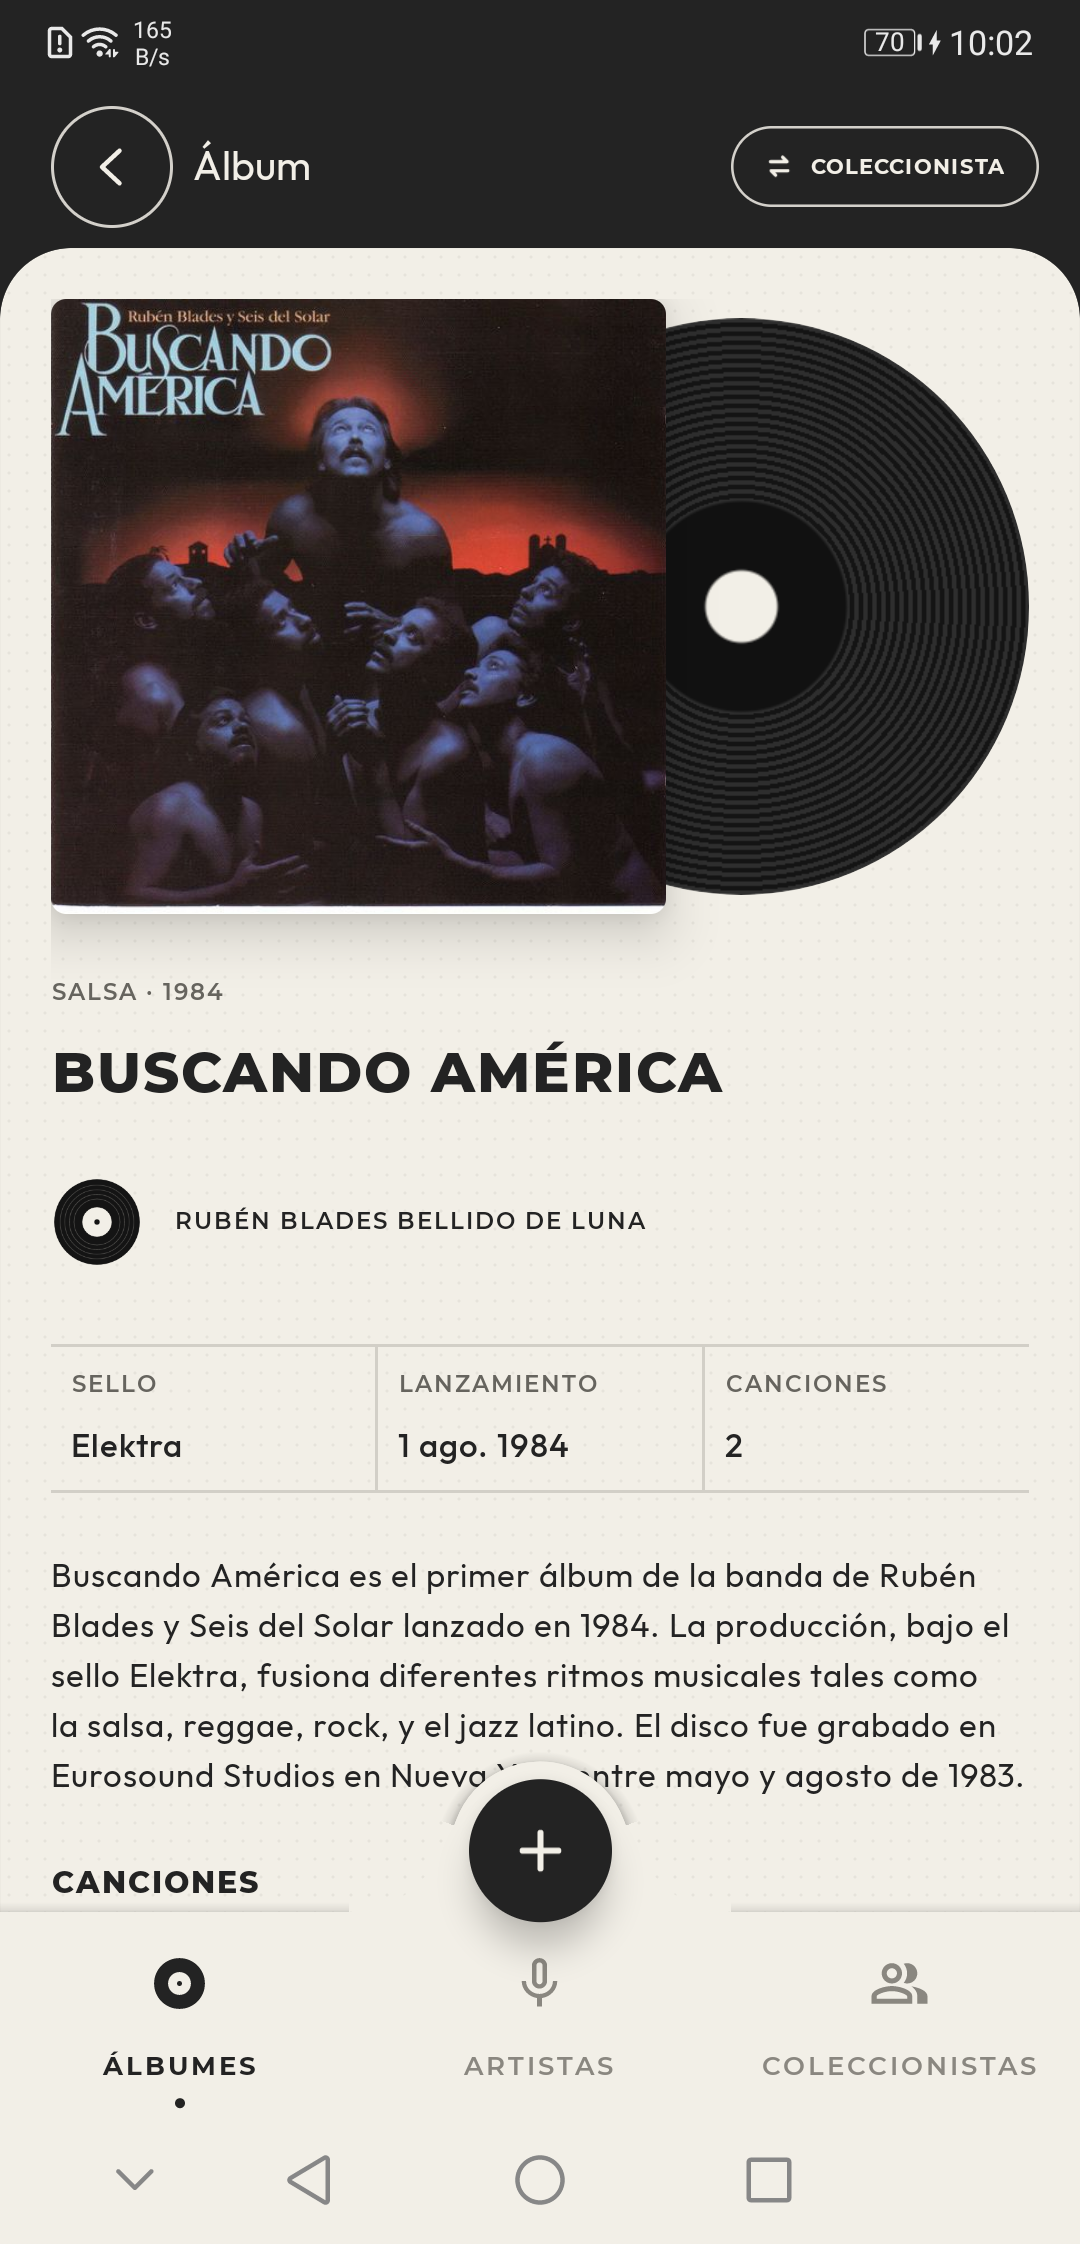 165
B/s
70
10:02
Álbum
COLECCIONISTA
Rubén Blades y Seis del Solar
BUSCANDO
AMÉRICA
SALSA · 1984
BUSCANDO AMÉRICA
RUBÉN BLADES BELLIDO DE LUNA
SELLO
LANZAMIENTO
CANCIONES
Elektra
1 ago. 1984
2
Buscando América es el primer álbum de la banda de Rubén
Blades y Seis del Solar lanzado en 1984. La producción, bajo el
sello Elektra, fusiona diferentes ritmos musicales tales como
la salsa, reggae, rock, y el jazz latino. El disco fue grabado en
Eurosound Studios en Nueva entre mayo y agosto de 1983.
CANCIONES
ÁLBUMES
ARTISTAS
COLECCIONISTAS